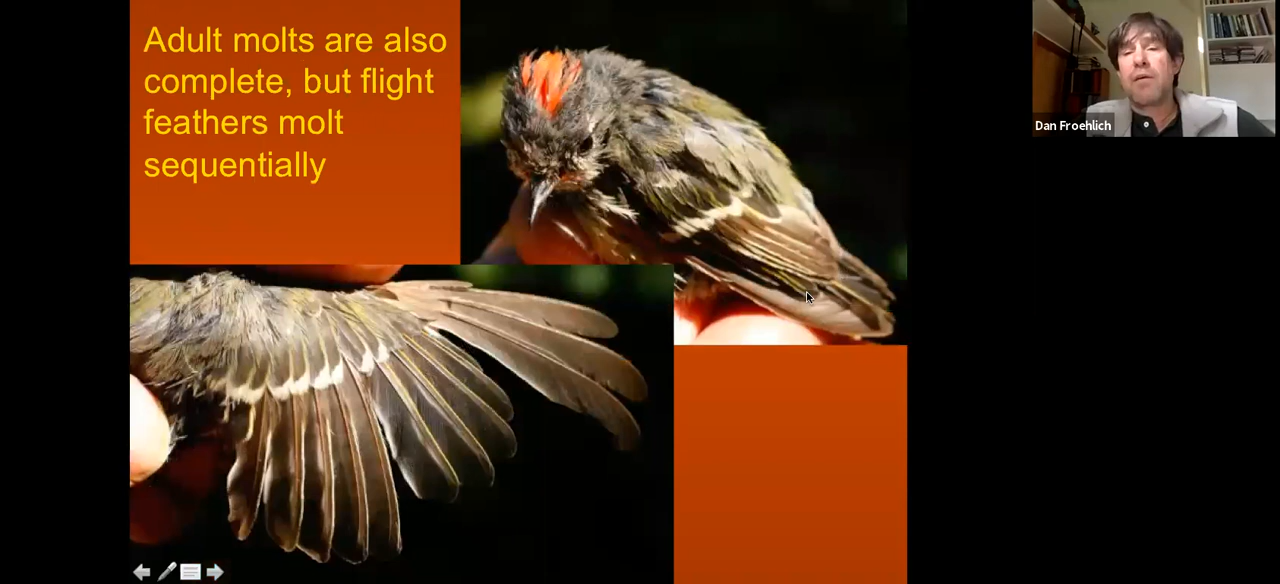 Adult molts are also
complete, but flight
feathers molt
sequentially
Dan Froehlich